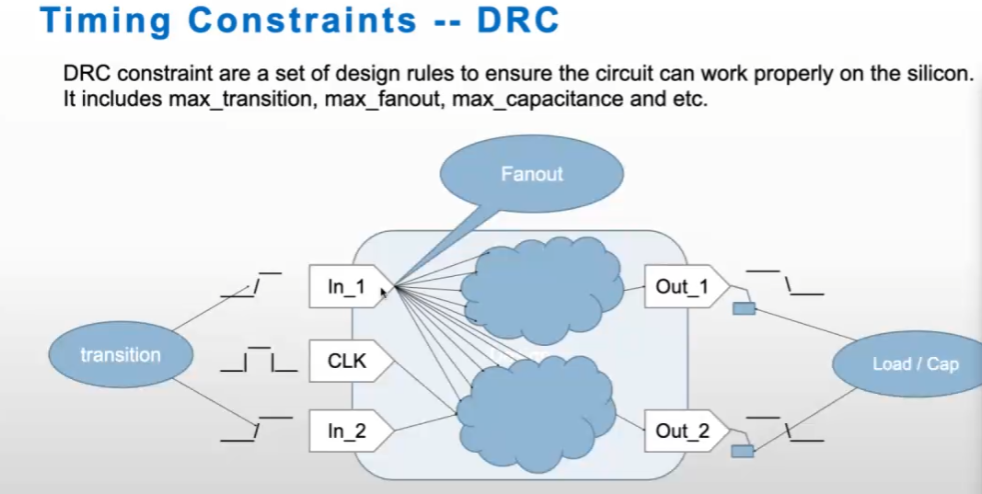 Timing Constraints -- DRC
DRC constraint are a set of design rules to ensure the circuit can work properly on the silicon.
It includes max_transition, max_fanout, max_capacitance and etc.
Fanout
In_1
Out_1
transition
CLK
Load / Cap
In_2
Out_2